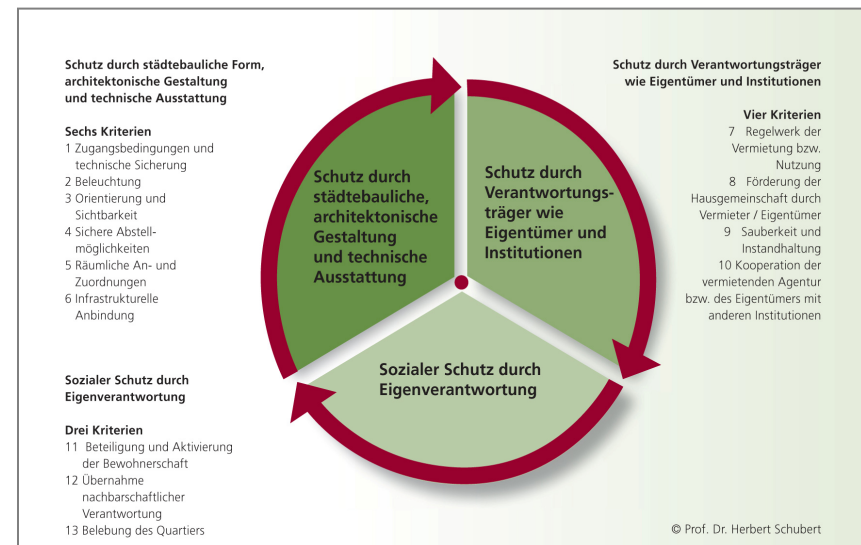 Schutz durch städtebauliche Form,
architektonische Gestaltung
und technische Ausstattung
Sechs Kriterien
1 Zugangsbedingungen und
technische Sicherung
2 Beleuchtung
3 Orientierung und
Sichtbarkeit
4 Sichere Abstell-
möglichkeiten
5 Räumliche An- und
Zuordnungen
6 Infrastrukturelle
Anbindung
Schutz durch
städtebauliche,
architektonische
Gestaltung
und technische
Ausstattung
Schutz durch
Verantwortungs-
träger wie
Eigentümer und
Institutionen
Schutz durch Verantwortungsträger
wie Eigentümer und Institutionen
Vier Kriterien
7 Regelwerk der
Vermietung bzw.
Nutzung
8 Förderung der
Hausgemeinschaft durch
Vermieter / Eigentümer
9 Sauberkeit und
Instandhaltung
10 Kooperation der
vermietenden Agentur
bzw. des Eigentümers mit
anderen Institutionen
Sozialer Schutz durch
Eigenverantwortung
Sozialer Schutz durch
Eigenverantwortung
Drei Kriterien
11 Beteiligung und Aktivierung
der Bewohnerschaft
12 Übernahme
nachbarschaftlicher
Verantwortung
13 Belebung des Quartiers
© Prof. Dr. Herbert Schubert